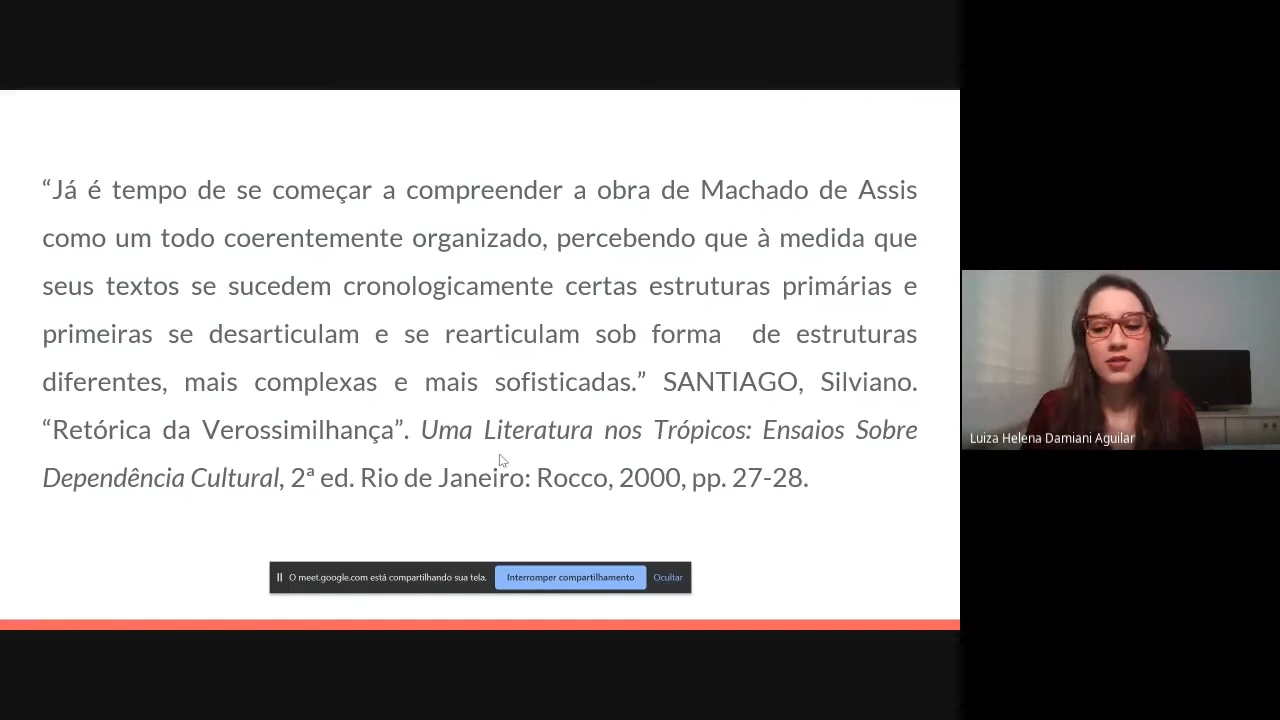 “Já é tempo de se começar a compreender a obra de Machado de Assis
como um todo coerentemente organizado, percebendo que à medida que
seus textos se sucedem cronologicamente certas estruturas primárias e
primeiras se desarticulam e se rearticulam sob forma de estruturas
diferentes, mais complexas e mais sofisticadas.” SANTIAGO, Silviano.
“Retórica da Verossimilhança”. Uma Literatura nos Trópicos: Ensaios Sobre
Dependência Cultural, 2ª ed. Rio de Janeiro: Rocco, 2000, pp. 27-28.
O meet.google.com está compartilhando sua tela. Interromper compartilhamento Ocultar
Luiza Helena Damiani Aguilar